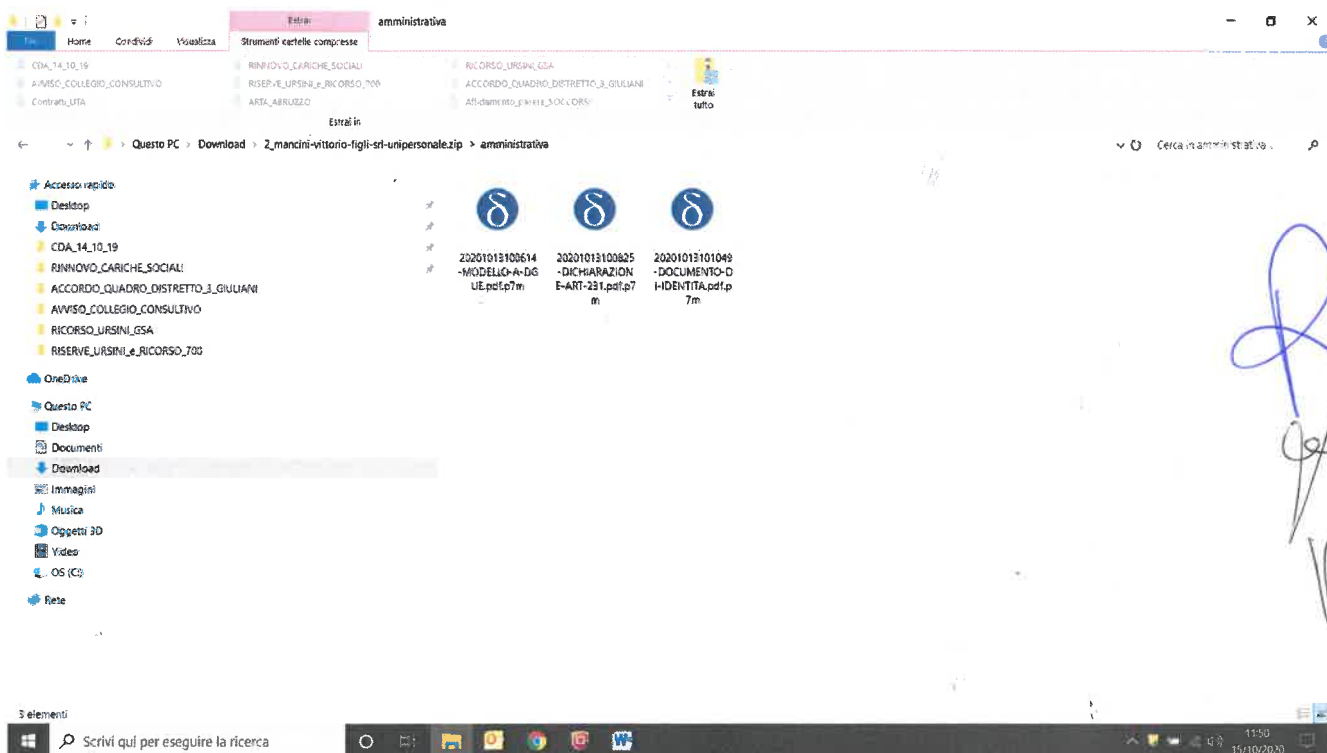 Estrai
amministrativa
File
Home
Condividi
Visualizza
Strumenti cartelle compresse
CDA_14_10_19
RINNOVO_CARICHE_SOCIALI
RICORSO_URSINI_GSA
AVVISO_COLLEGIO_CONSULTIVO
RISERVE_URSINI_e_RICORSO_700
ACCORDO_QUADRO_DISTRETTO_3_GIULIANI
Contratti_UTA
ARTA_ABRUZZO
Estrai
tutto
Estrai in
Questo PC > Download > 2_mancini-vittorio-figli-srl-unipersonale.zip > amministrativa
Cerca in amministrativa
Accesso rapido
Desktop
Download
CDA_14_10_19
RINNOVO_CARICHE_SOCIALI
ACCORDO_QUADRO_DISTRETTO_3_GIULIANI
AVVISO_COLLEGIO_CONSULTIVO
RICORSO_URSINI_GSA
RISERVE_URSINI_e_RICORSO_700
OneDrive
Questo PC
Desktop
Documenti
Download
Immagini
Musica
Oggetti 3D
Video
OS (C:)
Rete
20201013100614
-MODELLO-A-DG
UE.pdf.p7m
20201013100825
-DICHIARAZION
E-ART-231.pdf.p7
m
20201013101049
-DOCUMENTO-D
I-IDENTITA.pdf.p
7m
3 elementi
Scrivi qui per eseguire la ricerca
11:50
15/10/2020